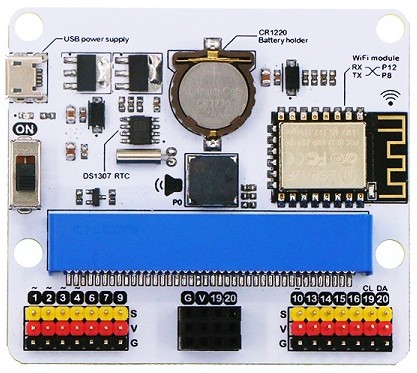 USB power supply
CR1220
Battery holder
WiFi module
RX P12
TX P8
ON
CR1220
DS1307 RTC
P0
~ ~ ~
1 2 3 4 6 7 9
G V 19 20
~ CL DA
10 13 14 15 16 19 20
S S
V V
G G